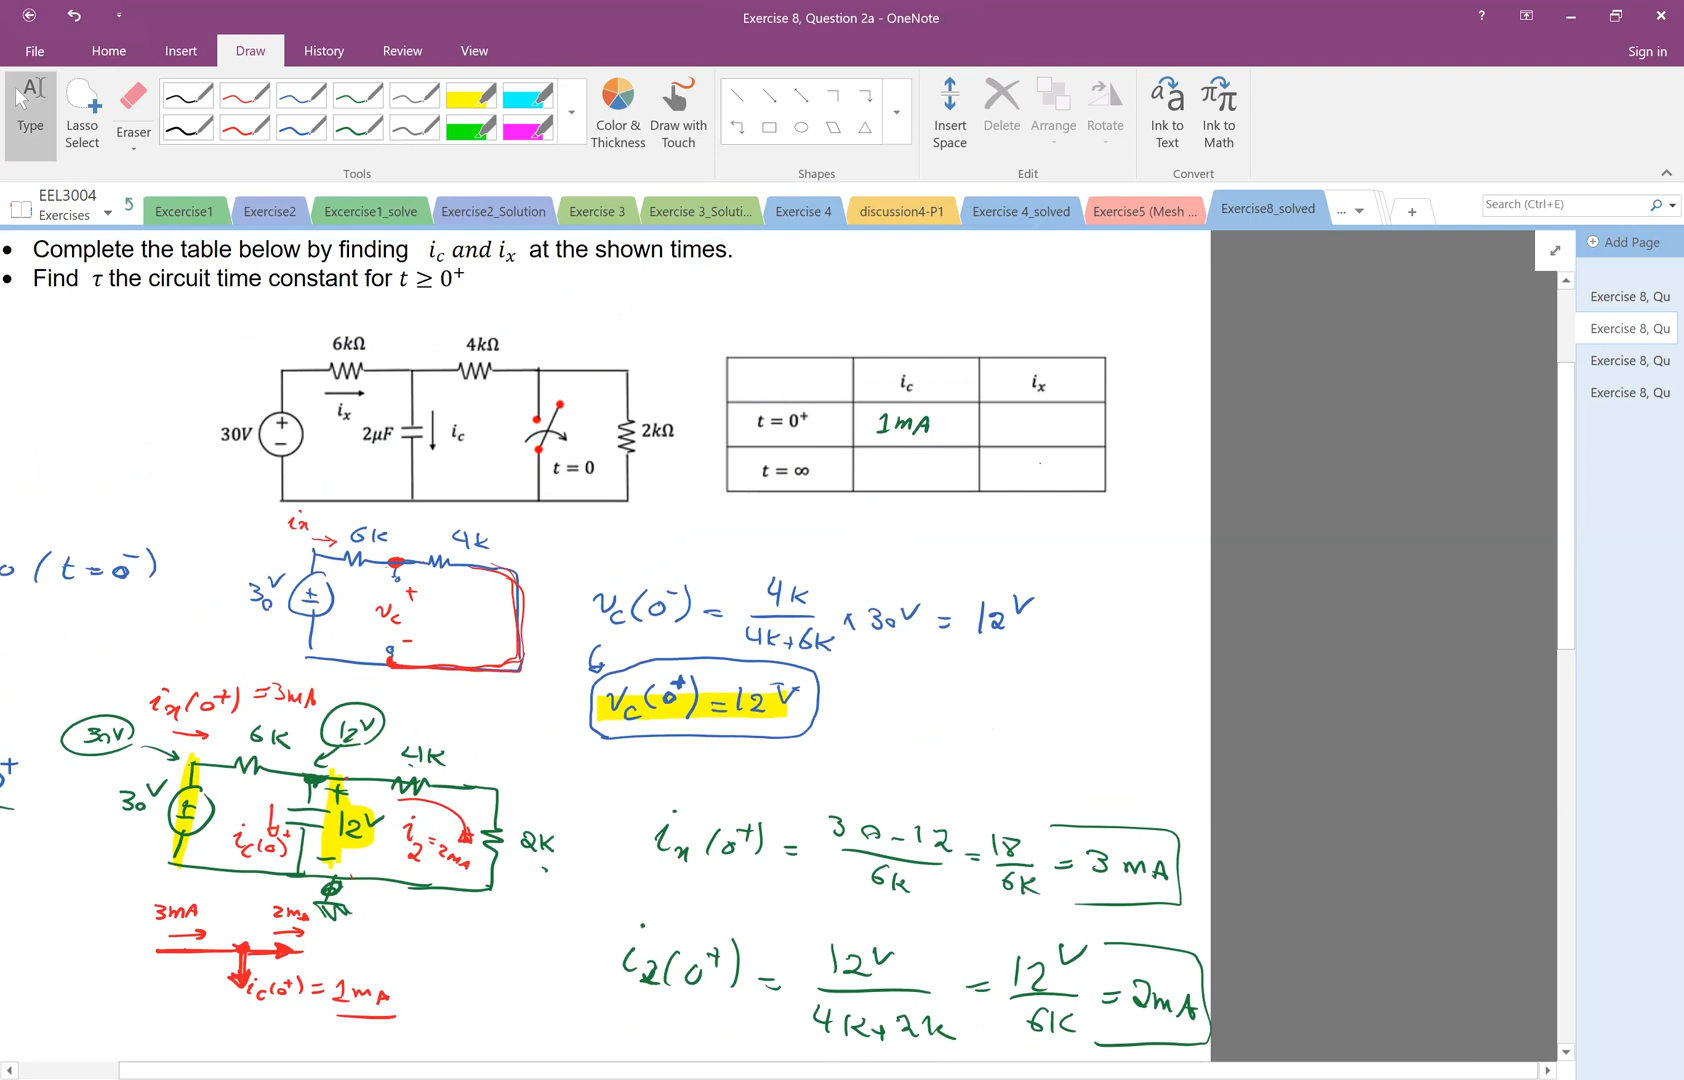 Exercise 8, Question 2a - OneNote
?
File Home Insert Draw History Review View Sign in
Type Lasso Select Eraser Color & Thickness Draw with Touch Insert Space Delete Arrange Rotate Ink to Text Ink to Math
Tools Shapes Edit Convert
EEL3004 Exercises
Excercise1 Exercise2 Excercise1_solve Exercise2_Solution Exercise 3 Exercise 3_Soluti... Exercise 4 discussion4-P1 Exercise 4_solved Exercise5 (Mesh ... Exercise8_solved ... Search (Ctrl+E)
Add Page
Exercise 8, Qu
Exercise 8, Qu
Exercise 8, Qu
Exercise 8, Qu
• Complete the table below by finding i_c and i_x at the shown times.
• Find τ the circuit time constant for t ≥ 0⁺
6kΩ 4kΩ
i_x
30V + − 2μF i_c 2kΩ
t = 0
i_c i_x
t = 0⁺ 1mA
t = ∞
i_x 6K 4K
0 (t=0⁻)
30V + v_c −
v_c(0⁻) = 4K / (4K+6K) × 30V = 12V
v_c(0⁺) = 12V
i_x(0⁺) = 3mA
30V 6K 12V 4K
30V i_c(0⁺) + 12V − i_2 = 2mA 2K
i_x(0⁺) = (30-12) / 6K = 18 / 6K = 3mA
3mA 2mA
i_c(0⁺) = 1mA
i_2(0⁺) = 12V / (4K+2K) = 12V / 6K = 2mA